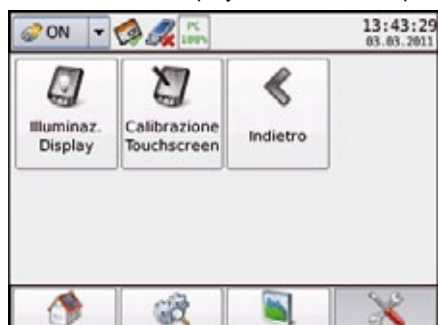 ON
PC
100%
13:43:29
03.03.2011
Illuminaz.
Display
Calibrazione
Touchscreen
Indietro